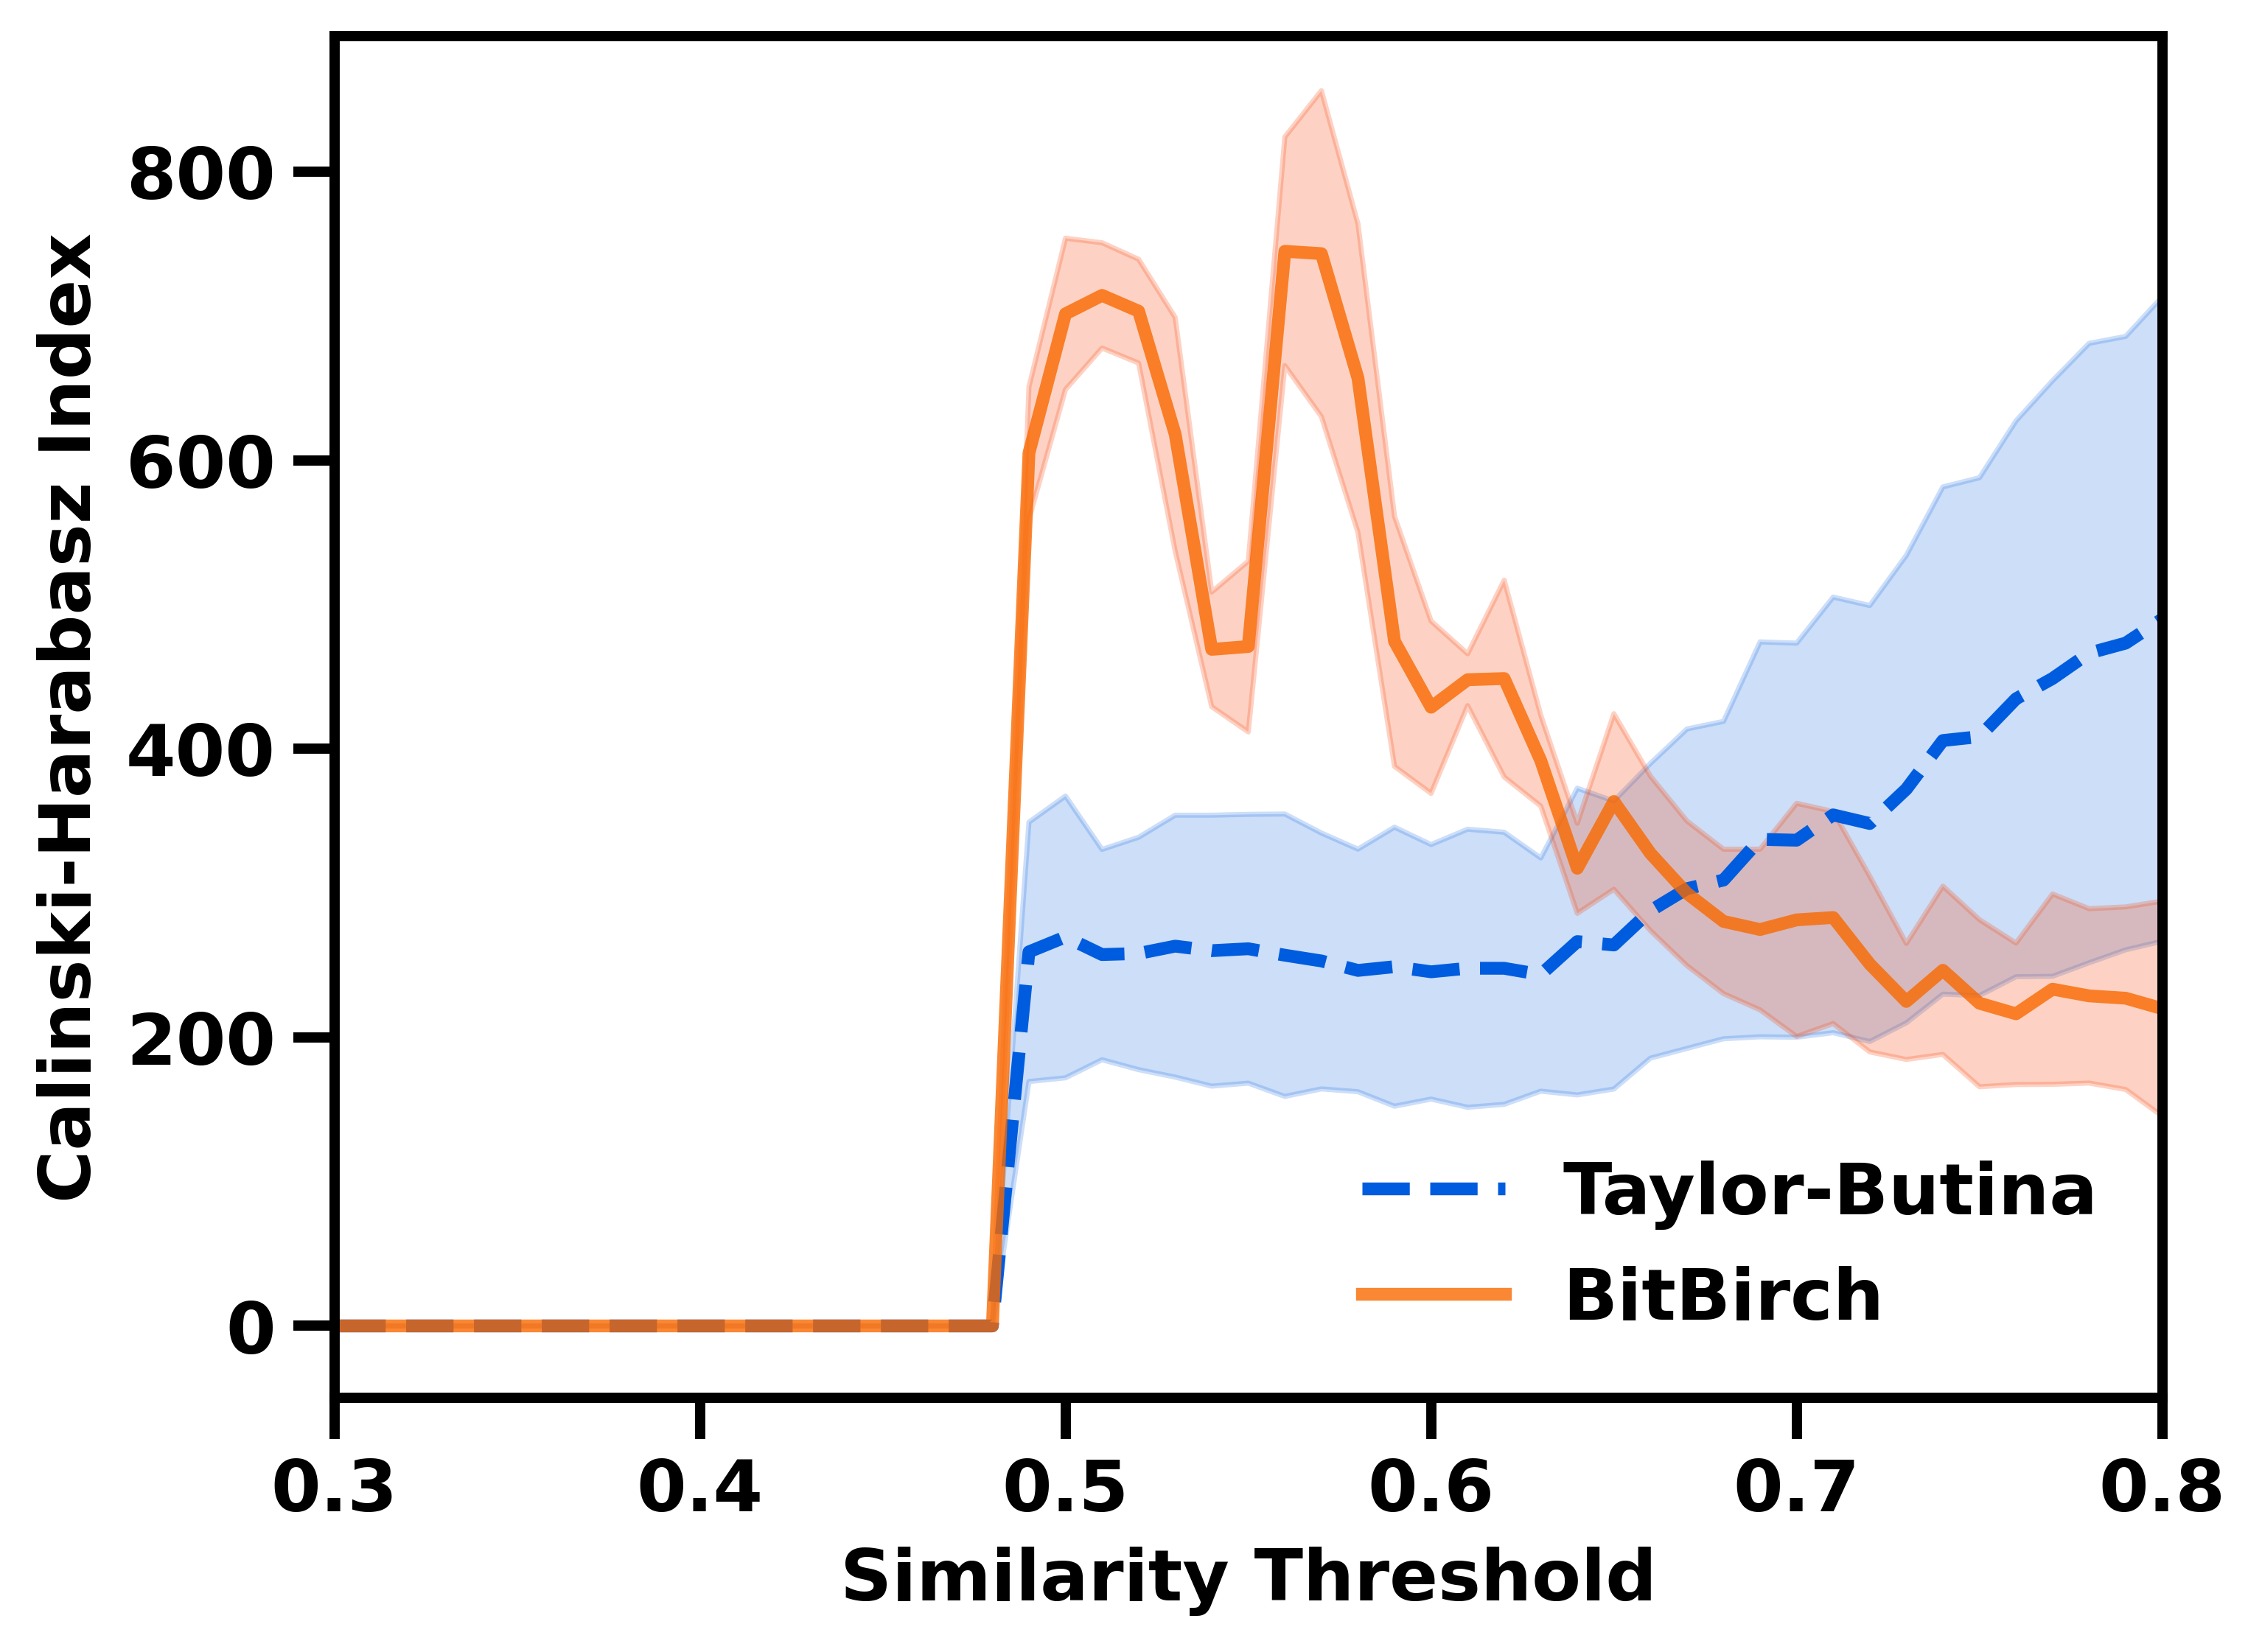 Calinski-Harabasz Index
800
600
400
200
0
Taylor-Butina
BitBirch
0.3 0.4 0.5 0.6 0.7 0.8
Similarity Threshold